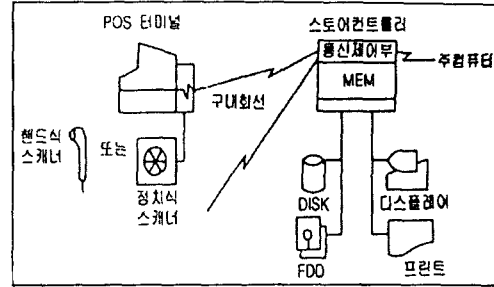 POS 터미널
스토어컨트롤러
통신제어부
주컴퓨터
MEM
구내회선
핸드식
스캐너
또는
정치식
스캐너
DISK
디스플레어
FDD
프린트